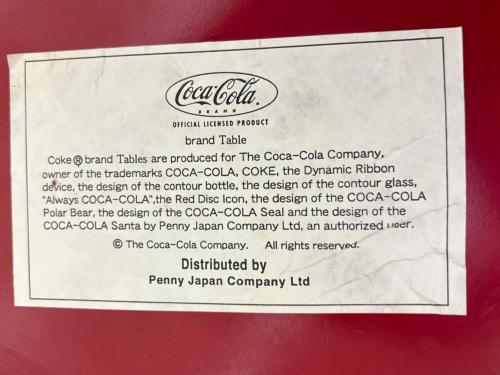 Coca-Cola.
BRAND
OFFICIAL LICENSED PRODUCT
brand Table
Coke® brand Tables are produced for The Coca-Cola Company,
owner of the trademarks COCA-COLA, COKE, the Dynamic Ribbon
device, the design of the contour bottle, the design of the contour glass,
"Always COCA-COLA",the Red Disc Icon, the design of the COCA-COLA
Polar Bear, the design of the COCA-COLA Seal and the design of the
COCA-COLA Santa by Penny Japan Company Ltd, an authorized user.
© The Coca-Cola Company. All rights reserved.
Distributed by
Penny Japan Company Ltd